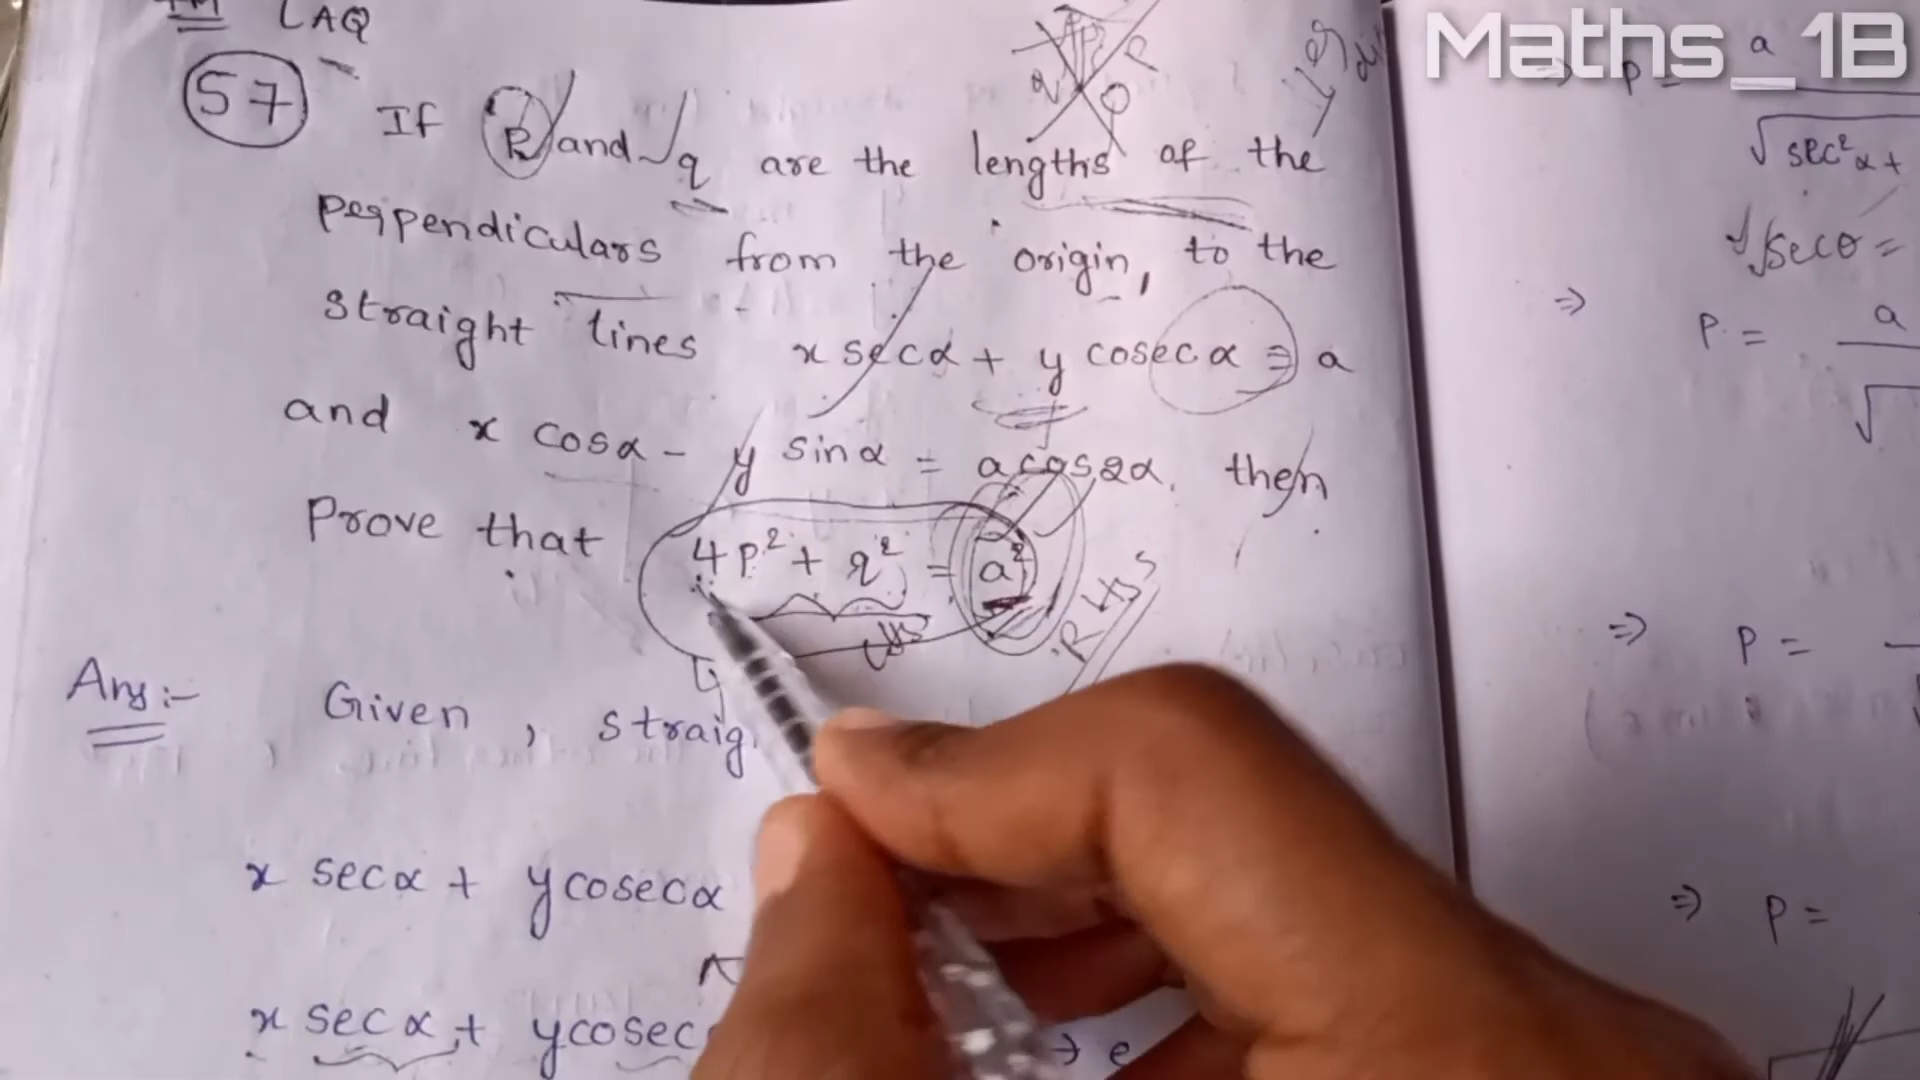 LAQ
57 If P and q are the lengths of the
perpendiculars from the origin, to the
straight lines x secα + y cosecα = a
and x cosα - y sinα = a cos2α. then
Prove that 4P² + q² = a²
LHS
RHS
Ans:- Given, straig
x secα + y cosecα
x secα + y cosec
→ e
Maths_1B
⇒ P = a
√sec²α +
secθ =
⇒ P = a
√
⇒ P =
⇒ P =